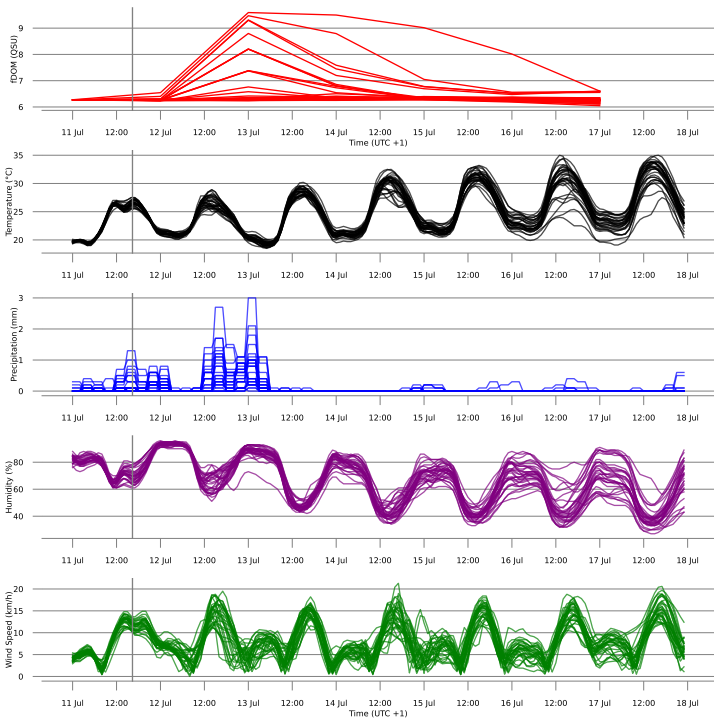 9
8
7
6
fDOM (QSU)
11 Jul 12:00 12 Jul 12:00 13 Jul 12:00 14 Jul 12:00 15 Jul 12:00 16 Jul 12:00 17 Jul 12:00 18 Jul
Time (UTC +1)
35
30
25
20
Temperature (°C)
11 Jul 12:00 12 Jul 12:00 13 Jul 12:00 14 Jul 12:00 15 Jul 12:00 16 Jul 12:00 17 Jul 12:00 18 Jul
3
2
1
0
Precipitation (mm)
11 Jul 12:00 12 Jul 12:00 13 Jul 12:00 14 Jul 12:00 15 Jul 12:00 16 Jul 12:00 17 Jul 12:00 18 Jul
80
60
40
Humidity (%)
11 Jul 12:00 12 Jul 12:00 13 Jul 12:00 14 Jul 12:00 15 Jul 12:00 16 Jul 12:00 17 Jul 12:00 18 Jul
20
15
10
5
0
Wind Speed (km/h)
11 Jul 12:00 12 Jul 12:00 13 Jul 12:00 14 Jul 12:00 15 Jul 12:00 16 Jul 12:00 17 Jul 12:00 18 Jul
Time (UTC +1)